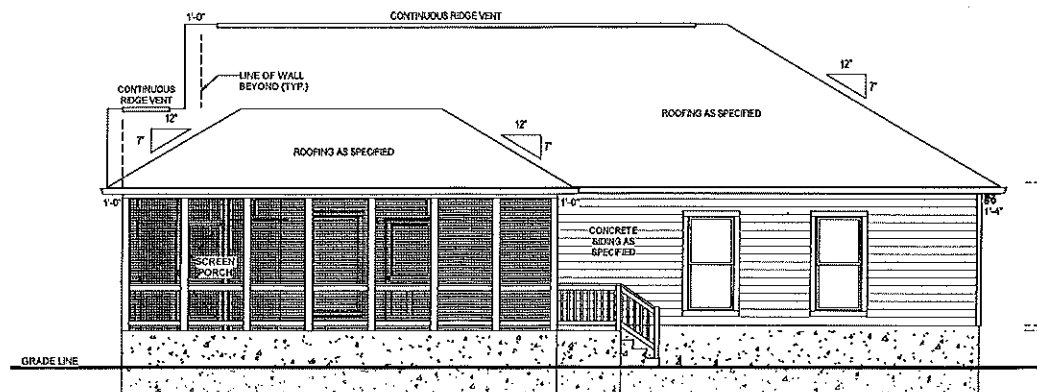 1'-0"
CONTINUOUS RIDGE VENT
LINE OF WALL
BEYOND (TYP.)
CONTINUOUS
RIDGE VENT
12"
7"
12"
7"
12"
7"
ROOFING AS SPECIFIED
ROOFING AS SPECIFIED
1'-0"
1'-0"
1'-4"
CONCRETE
SIDING AS
SPECIFIED
SCREEN
PORCH
GRADE LINE